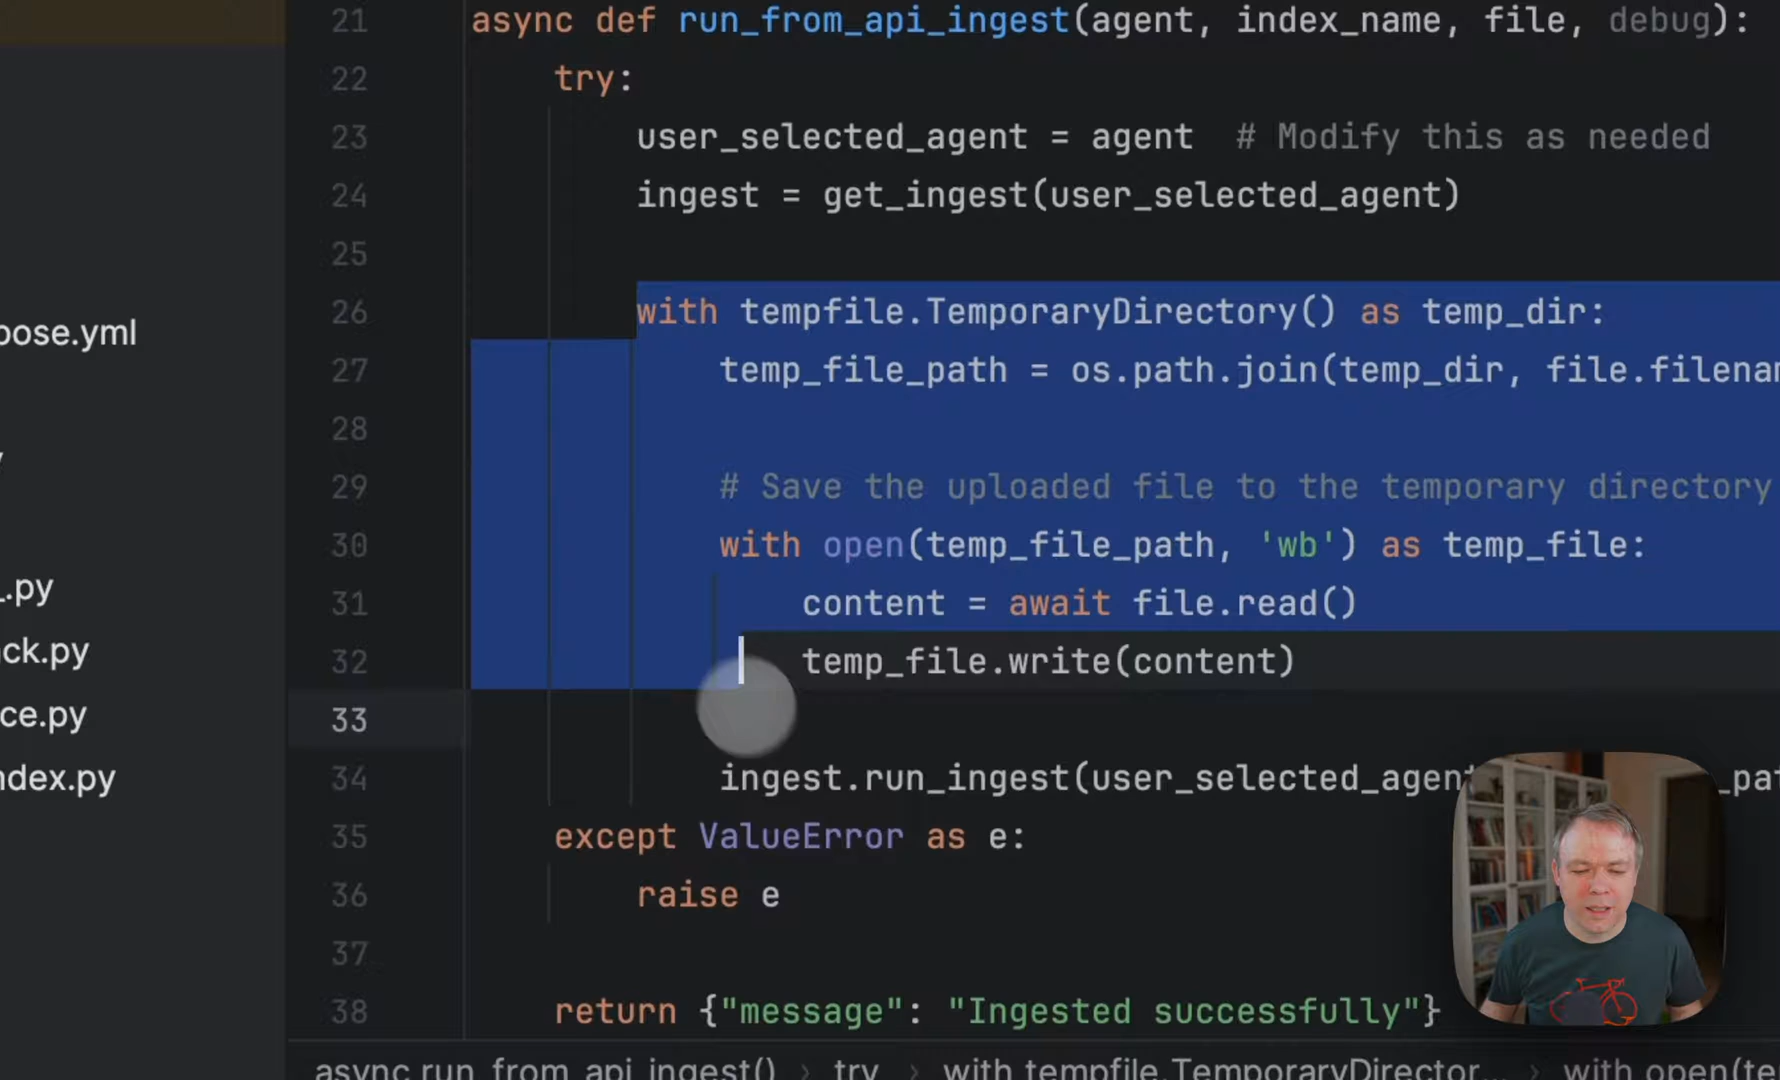 21 async def run_from_api_ingest(agent, index_name, file, debug):
22 try:
23 user_selected_agent = agent # Modify this as needed
24 ingest = get_ingest(user_selected_agent)
25
26 with tempfile.TemporaryDirectory() as temp_dir:
pose.yml
27 temp_file_path = os.path.join(temp_dir, file.filenam
28
29 # Save the uploaded file to the temporary directory
30 with open(temp_file_path, 'wb') as temp_file:
_.py
31 content = await file.read()
ck.py
32 temp_file.write(content)
ce.py
33
ndex.py
34 ingest.run_ingest(user_selected_agent _pat
35 except ValueError as e:
36 raise e
37
38 return {"message": "Ingested successfully"}
async run_from_api_ingest() › try › with tempfile.TemporaryDirector... › with open(te